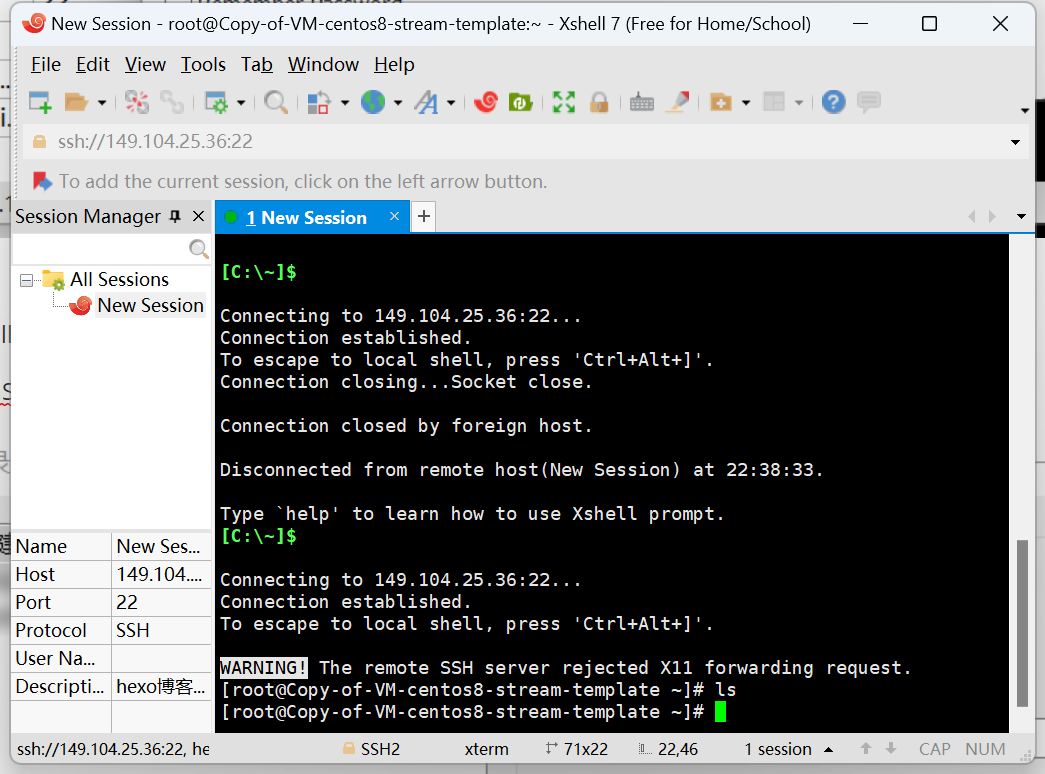 New Session - root@Copy-of-VM-centos8-stream-template:~ - Xshell 7 (Free for Home/School)
File Edit View Tools Tab Window Help
ssh://149.104.25.36:22
To add the current session, click on the left arrow button.
Session Manager
1 New Session
All Sessions
New Session
[C:\~]$
Connecting to 149.104.25.36:22...
Connection established.
To escape to local shell, press 'Ctrl+Alt+]'.
Connection closing...Socket close.
Connection closed by foreign host.
Disconnected from remote host(New Session) at 22:38:33.
Type `help' to learn how to use Xshell prompt.
[C:\~]$
Connecting to 149.104.25.36:22...
Connection established.
To escape to local shell, press 'Ctrl+Alt+]'.
WARNING! The remote SSH server rejected X11 forwarding request.
[root@Copy-of-VM-centos8-stream-template ~]# ls
[root@Copy-of-VM-centos8-stream-template ~]#
Name New Ses...
Host 149.104....
Port 22
Protocol SSH
User Na...
Descripti... hexo博客...
ssh://149.104.25.36:22, he
SSH2
xterm
71x22
22,46
1 session
CAP NUM